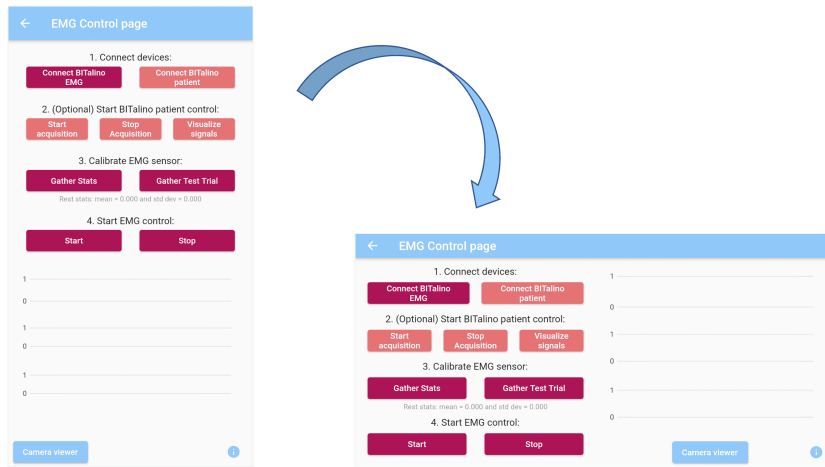 ← EMG Control page
1. Connect devices:
Connect BITalino EMG
Connect BITalino patient
2. (Optional) Start BITalino patient control:
Start acquisition
Stop Acquisition
Visualize signals
3. Calibrate EMG sensor:
Gather Stats
Gather Test Trial
Rest stats: mean = 0.000 and std dev = 0.000
4. Start EMG control:
Start
Stop
1
0
1
0
1
0
Camera viewer
i
← EMG Control page
1. Connect devices:
Connect BITalino EMG
Connect BITalino patient
2. (Optional) Start BITalino patient control:
Start acquisition
Stop Acquisition
Visualize signals
3. Calibrate EMG sensor:
Gather Stats
Gather Test Trial
Rest stats: mean = 0.000 and std dev = 0.000
4. Start EMG control:
Start
Stop
1
0
1
0
1
0
Camera viewer
i